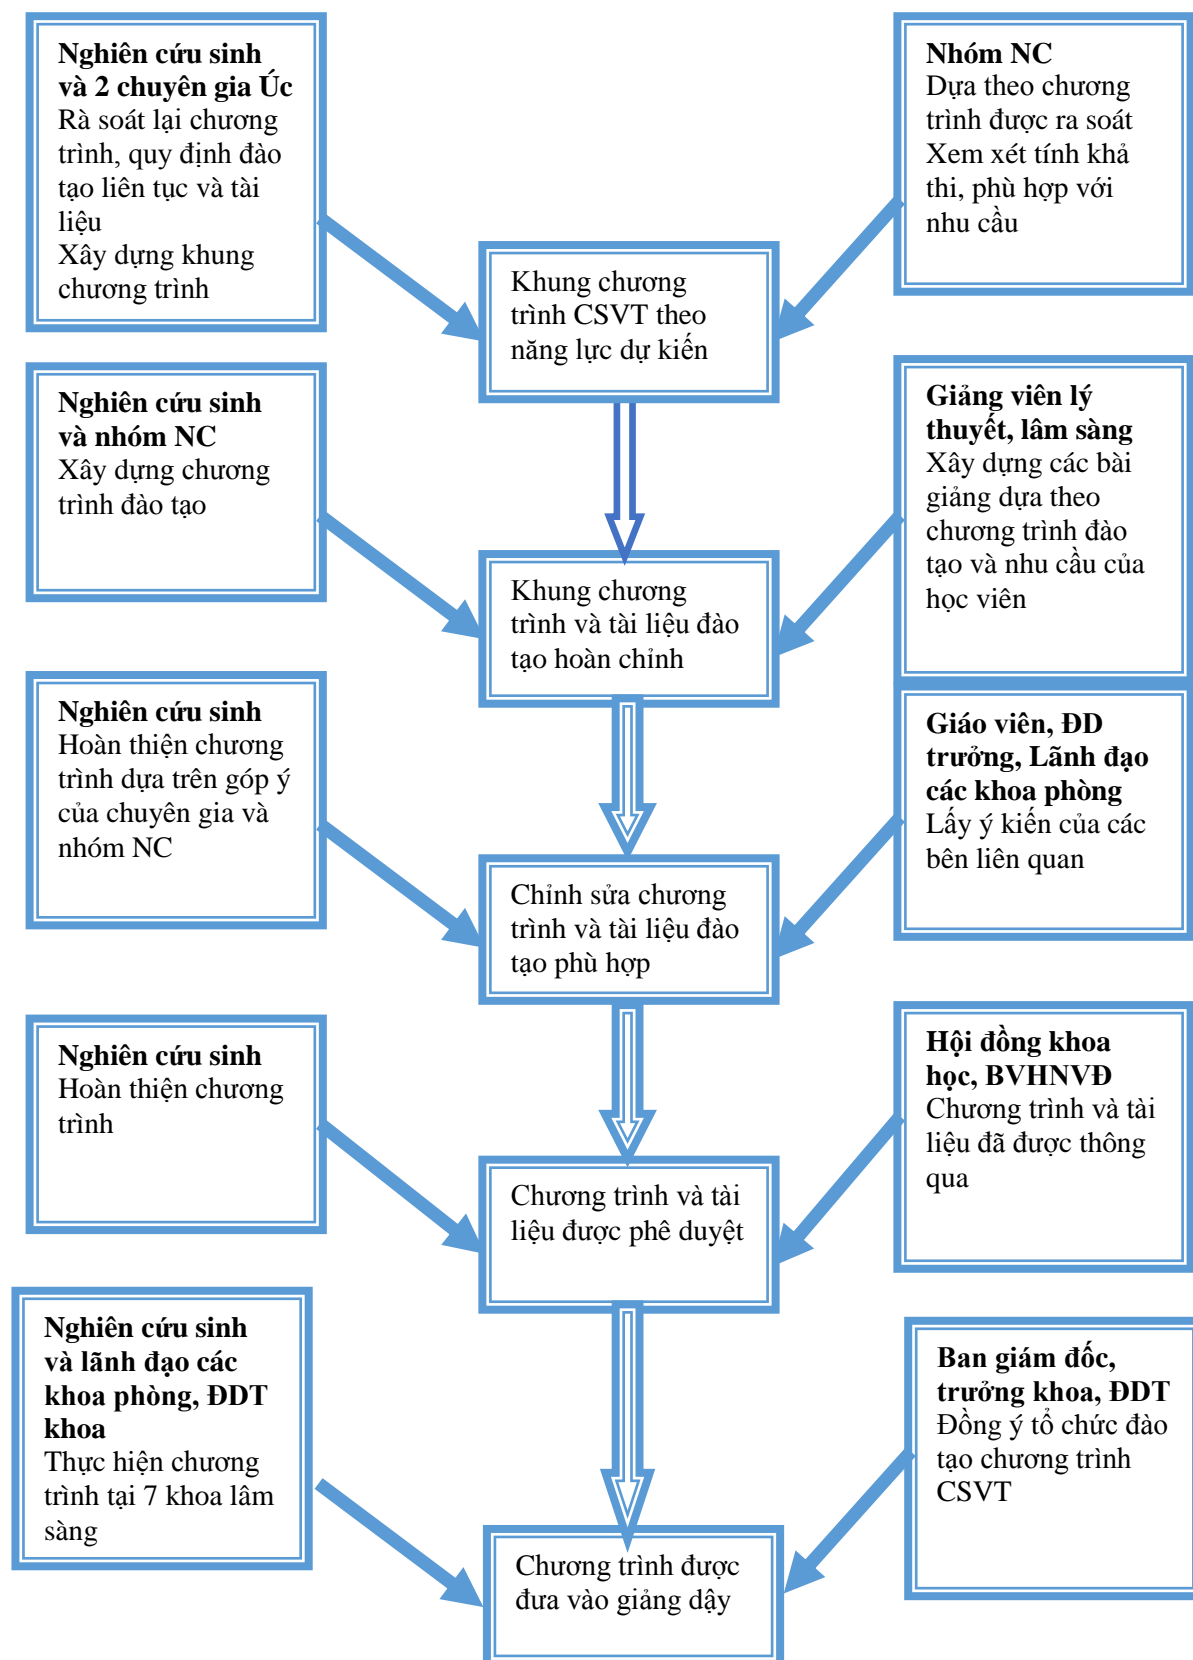 Nghiên cứu sinh
và 2 chuyên gia Úc
Rà soát lại chương
trình, quy định đào
tạo liên tục và tài
liệu
Xây dựng khung
chương trình
Nhóm NC
Dựa theo chương
trình được ra soát
Xem xét tính khả
thi, phù hợp với
nhu cầu
Khung chương
trình CSVT theo
năng lực dự kiến
Nghiên cứu sinh
và nhóm NC
Xây dựng chương
trình đào tạo
Giảng viên lý
thuyết, lâm sàng
Xây dựng các bài
giảng dựa theo
chương trình đào
tạo và nhu cầu của
học viên
Khung chương
trình và tài liệu đào
tạo hoàn chỉnh
Nghiên cứu sinh
Hoàn thiện chương
trình dựa trên góp ý
của chuyên gia và
nhóm NC
Giáo viên, ĐD
trưởng, Lãnh đạo
các khoa phòng
Lấy ý kiến của các
bên liên quan
Chỉnh sửa chương
trình và tài liệu đào
tạo phù hợp
Nghiên cứu sinh
Hoàn thiện chương
trình
Hội đồng khoa
học, BVHNVĐ
Chương trình và tài
liệu đã được thông
qua
Chương trình và tài
liệu được phê duyệt
Nghiên cứu sinh
và lãnh đạo các
khoa phòng, ĐDT
khoa
Thực hiện chương
trình tại 7 khoa lâm
sàng
Ban giám đốc,
trưởng khoa, ĐDT
Đồng ý tổ chức đào
tạo chương trình
CSVT
Chương trình được
đưa vào giảng dậy